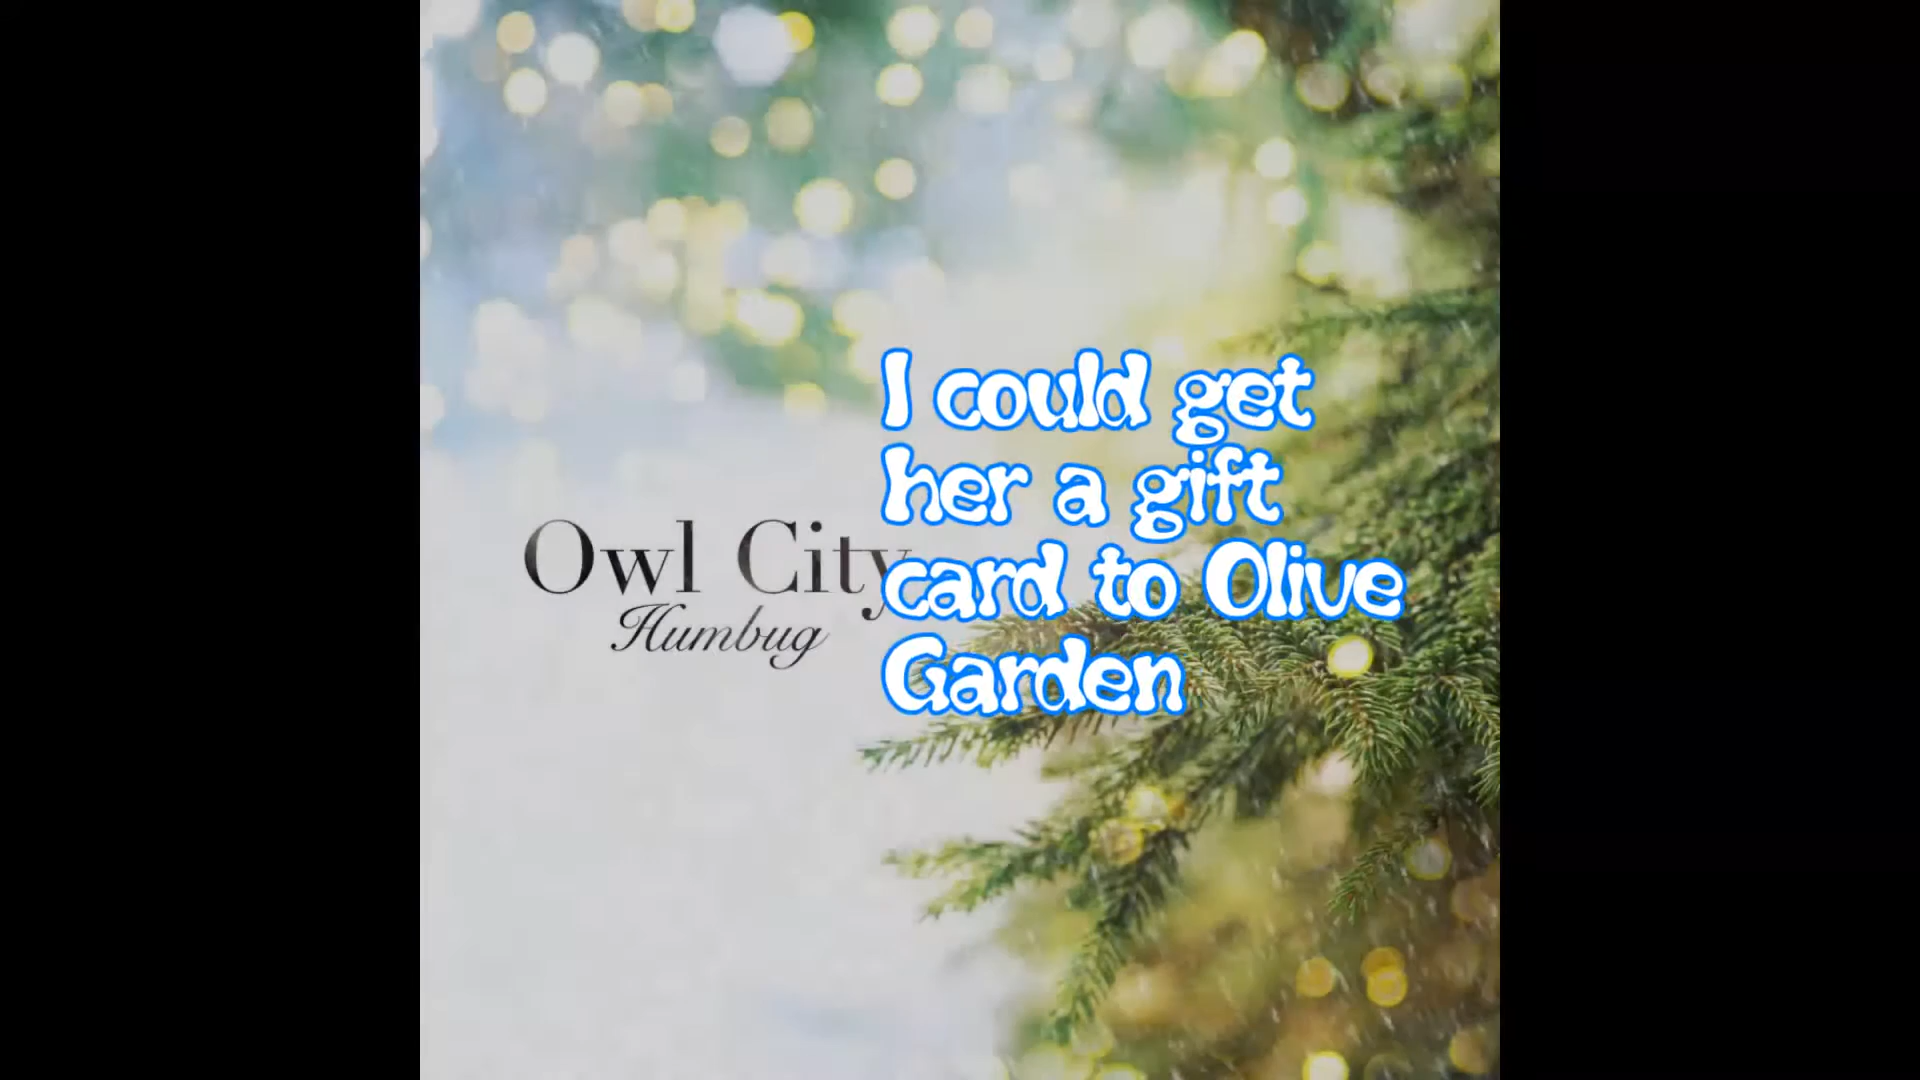 Owl City
Humbug
I could get
her a gift
card to Olive
Garden